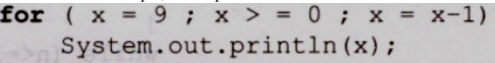 for ( x = 9 ; x > = 0 ; x = x-1)
System.out.println(x);